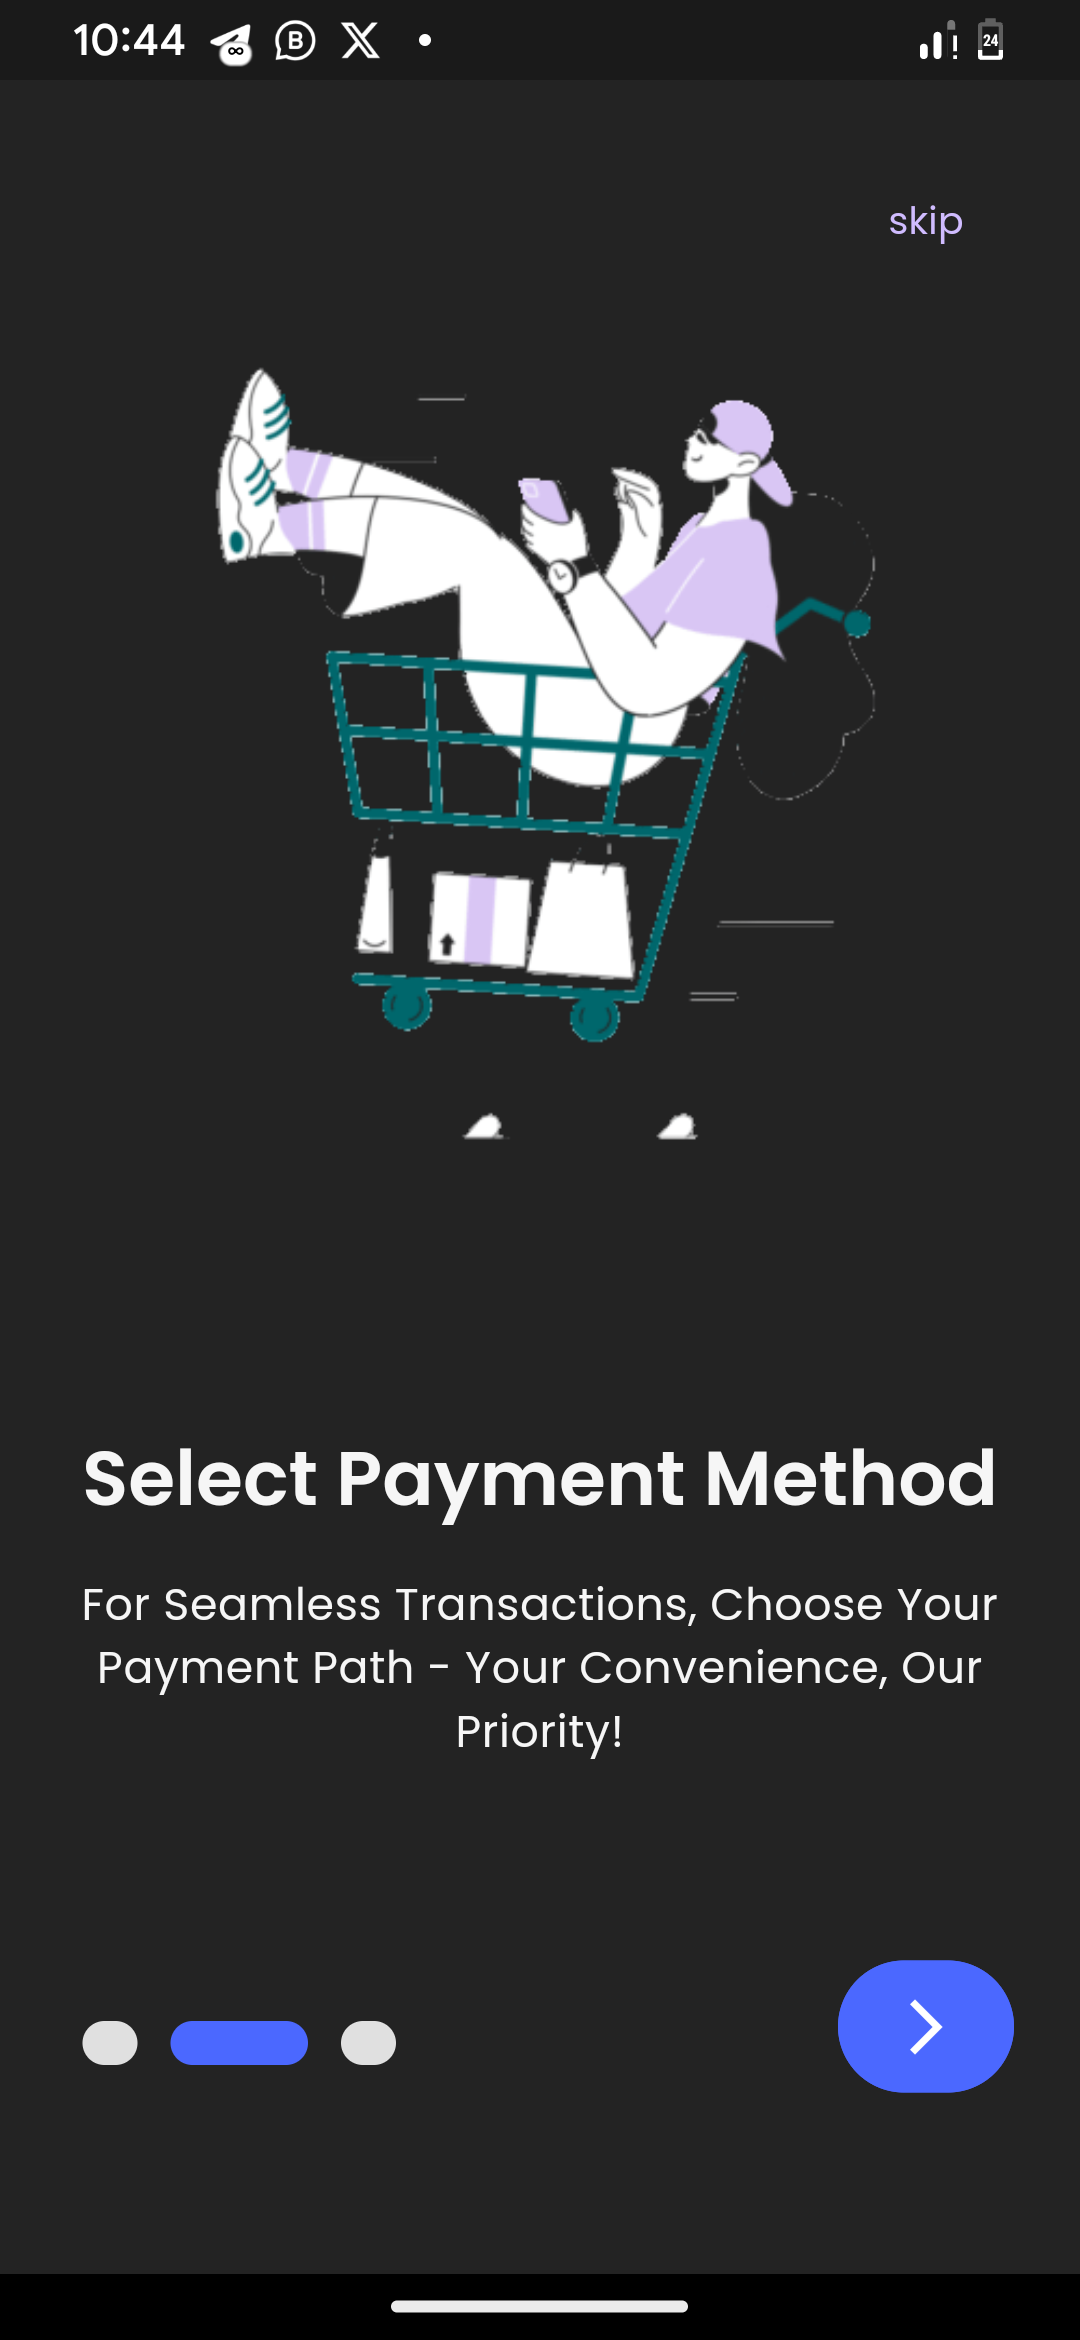 10:44
24
skip
Select Payment Method
For Seamless Transactions, Choose Your
Payment Path - Your Convenience, Our
Priority!